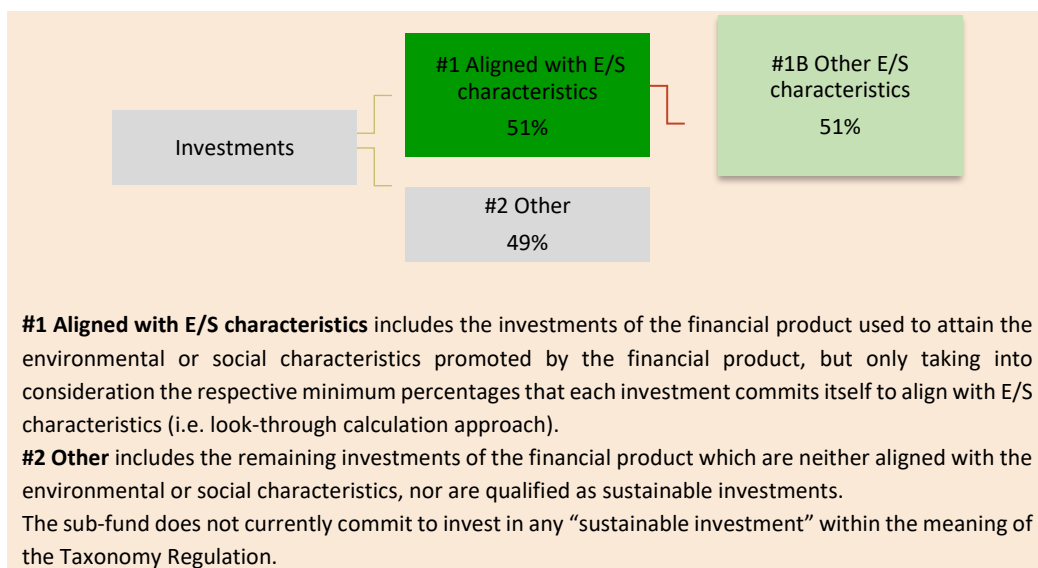 #1 Aligned with E/S
characteristics
51%
#1B Other E/S
characteristics
51%
Investments
#2 Other
49%
#1 Aligned with E/S characteristics includes the investments of the financial product used to attain the
environmental or social characteristics promoted by the financial product, but only taking into
consideration the respective minimum percentages that each investment commits itself to align with E/S
characteristics (i.e. look-through calculation approach).
#2 Other includes the remaining investments of the financial product which are neither aligned with the
environmental or social characteristics, nor are qualified as sustainable investments.
The sub-fund does not currently commit to invest in any “sustainable investment” within the meaning of
the Taxonomy Regulation.